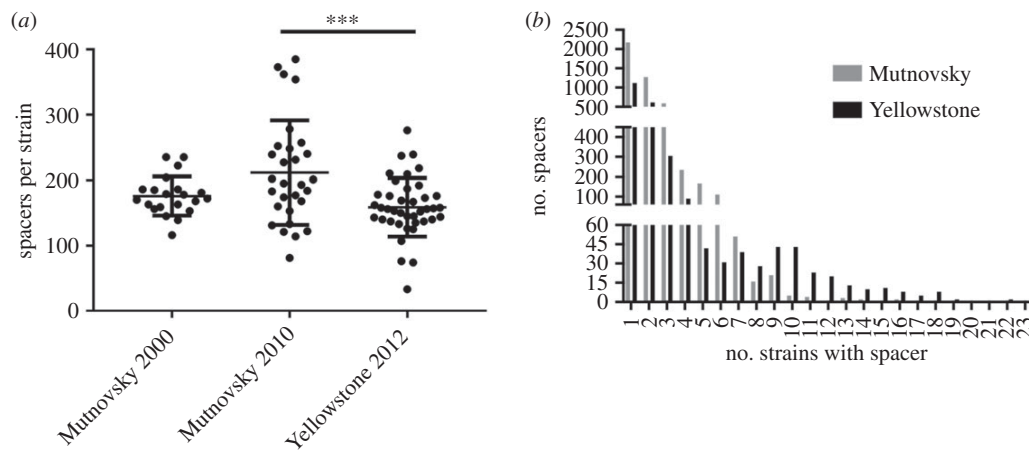 (a)
***
400
300
200
100
0
spacers per strain
Mutnovsky 2000
Mutnovsky 2010
Yellowstone 2012
(b)
2500
2000
1500
1000
500
400
300
200
100
60
45
30
15
0
no. spacers
Mutnovsky
Yellowstone
1 2 3 4 5 6 7 8 9 10 11 12 13 14 15 16 17 18 19 20 21 22 23
no. strains with spacer